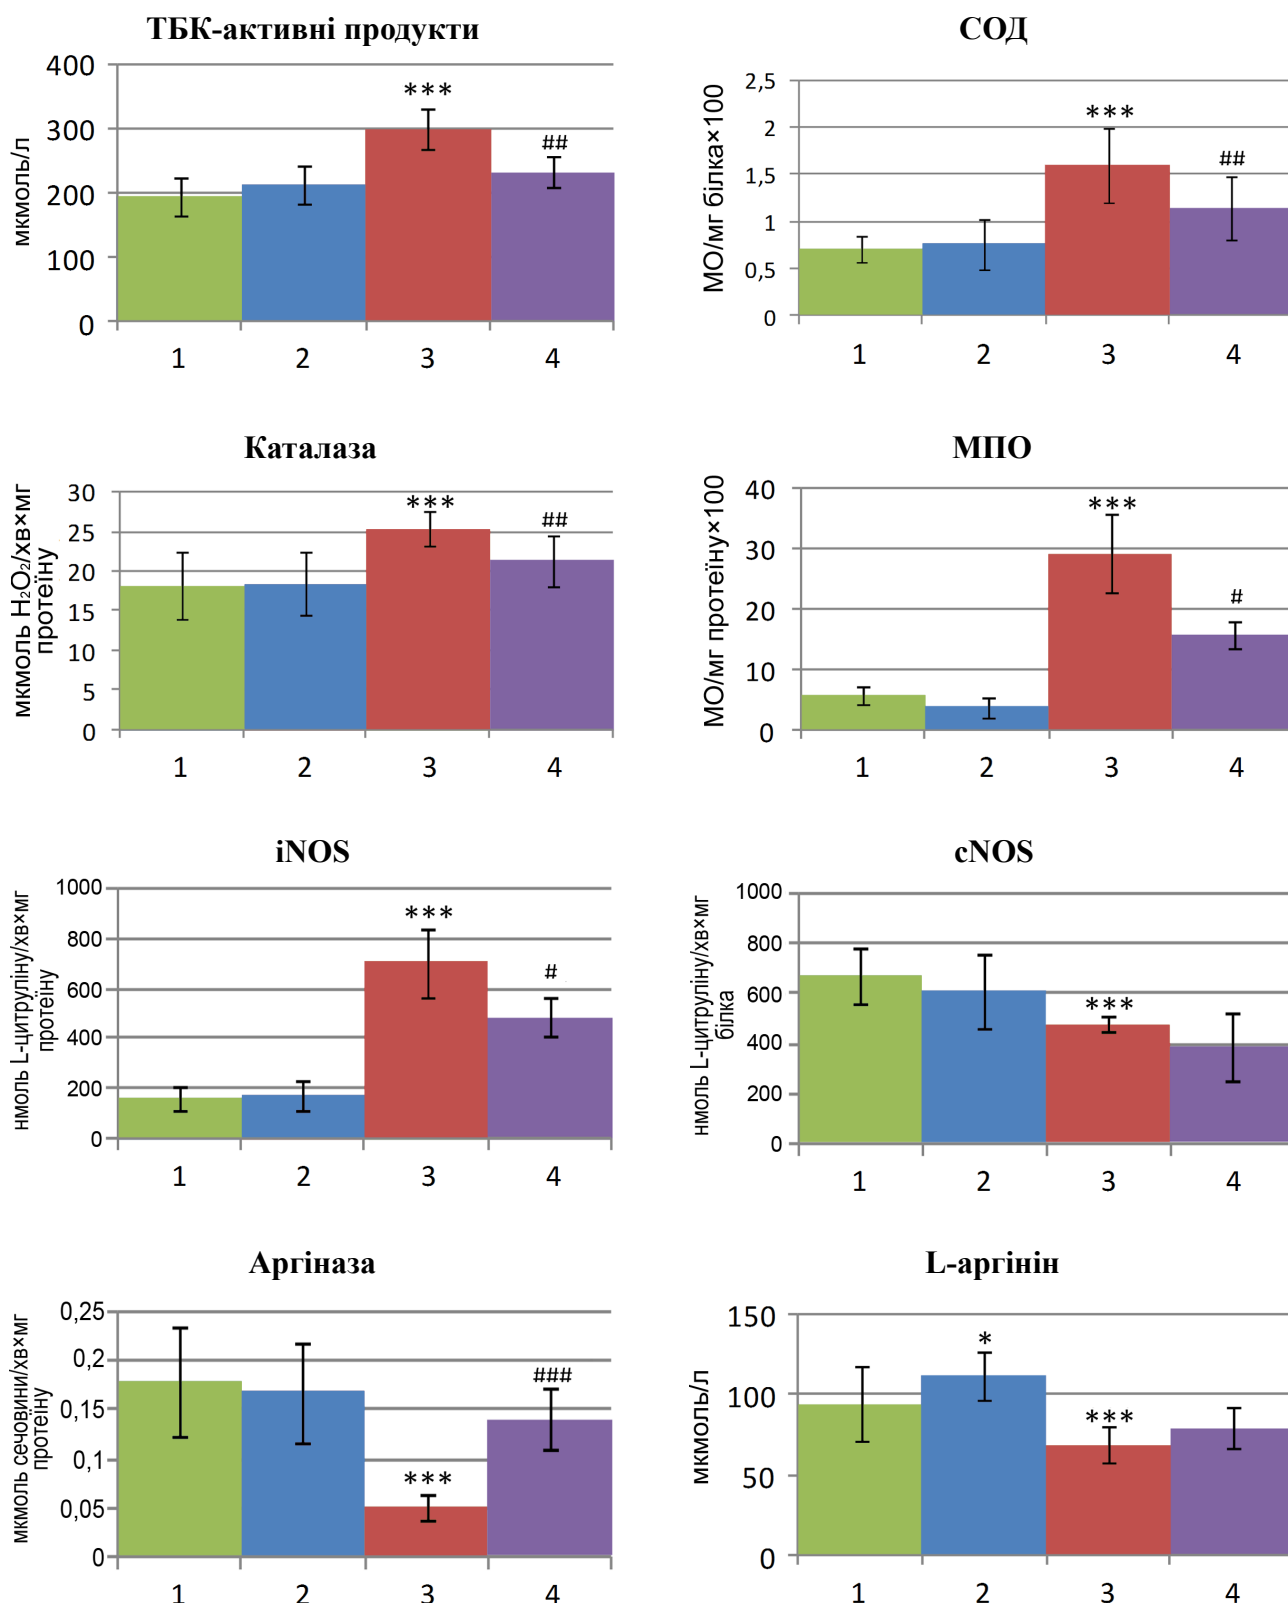 ТБК-активні продукти
мкмоль/л
400
300
200
100
0
***
##
1 2 3 4
СОД
МО/мг білка×100
2,5
2
1,5
1
0,5
0
***
##
1 2 3 4
Каталаза
мкмоль H₂O₂/хв×мг
протеїну
30
25
20
15
10
5
0
***
##
1 2 3 4
МПО
МО/мг протеїну×100
40
30
20
10
0
***
#
1 2 3 4
iNOS
нмоль L-цитруліну/хв×мг
протеїну
1000
800
600
400
200
0
***
#
1 2 3 4
cNOS
нмоль L-цитруліну/хв×мг
білка
1000
800
600
400
200
0
***
1 2 3 4
Аргіназа
мкмоль сечовини/хв×мг
протеїну
0,25
0,2
0,15
0,1
0,05
0
***
###
1 2 3 4
L-аргінін
мкмоль/л
150
100
50
0
*
***
1 2 3 4